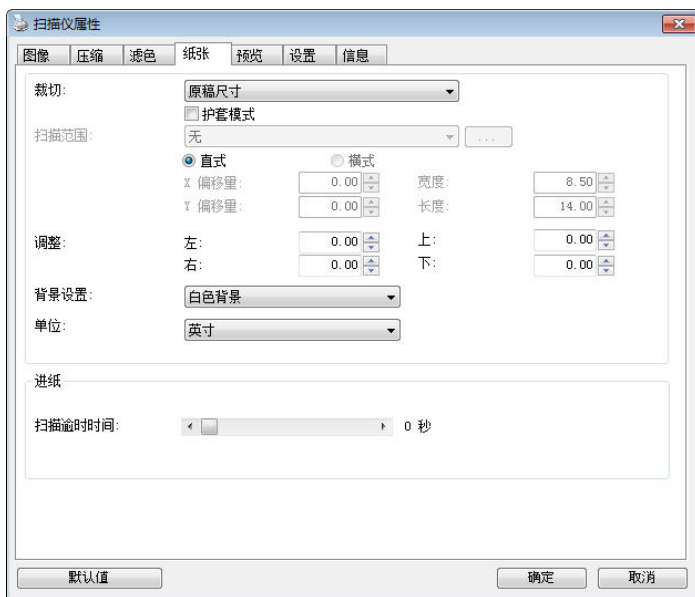 扫描仪属性
图像 压缩 滤色 纸张 预览 设置 信息
裁切: 原稿尺寸
护套模式
扫描范围: 无 ...
直式 横式
X 偏移量: 0.00 宽度: 8.50
Y 偏移量: 0.00 长度: 14.00
调整: 左: 0.00 上: 0.00
右: 0.00 下: 0.00
背景设置: 白色背景
单位: 英寸
进纸
扫描逾时时间: 0 秒
默认值 确定 取消